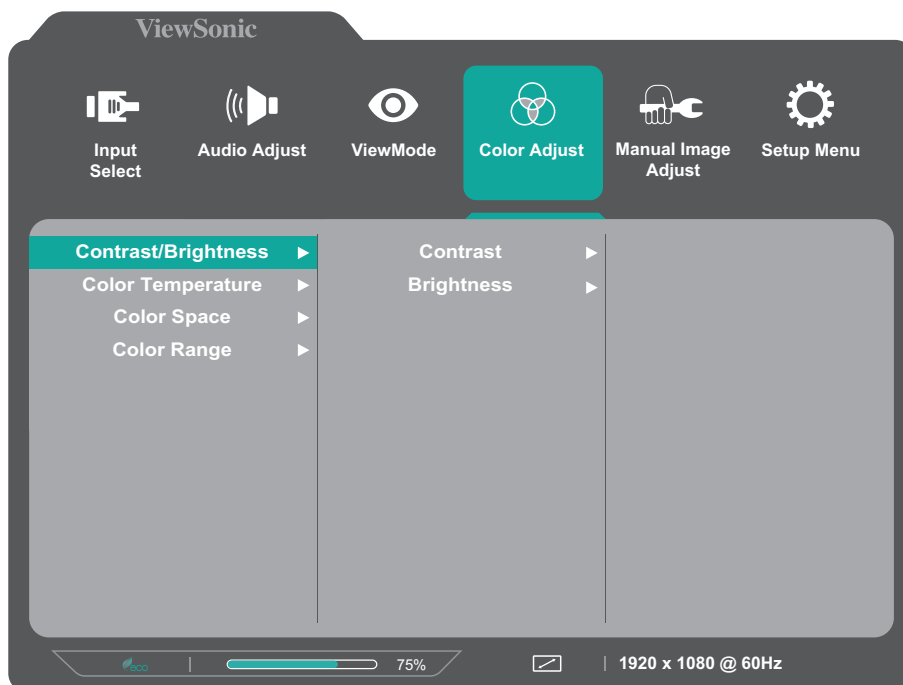 ViewSonic
Input
Select
Audio Adjust
ViewMode
Color Adjust
Manual Image
Adjust
Setup Menu
Contrast/Brightness
Color Temperature
Color Space
Color Range
Contrast
Brightness
eco
75%
1920 x 1080 @ 60Hz